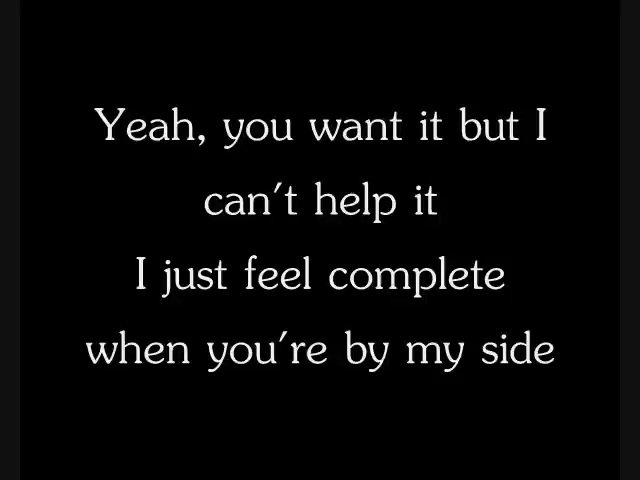 Yeah, you want it but I
can't help it
I just feel complete
when you're by my side